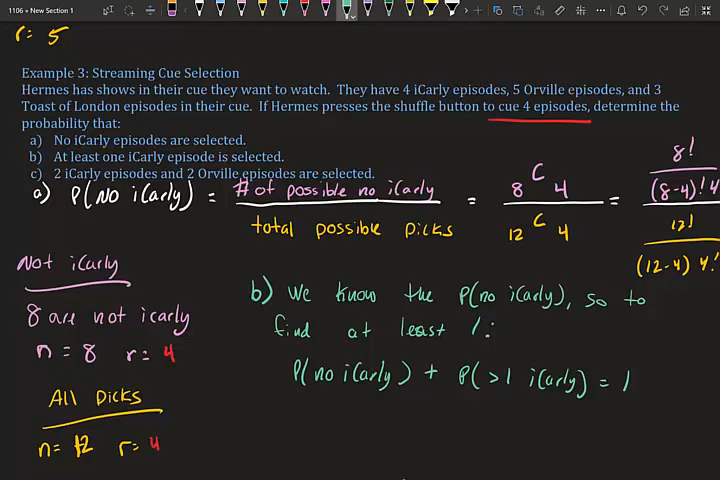 1106 » New Section 1
r = 5
Example 3: Streaming Cue Selection
Hermes has shows in their cue they want to watch. They have 4 iCarly episodes, 5 Orville episodes, and 3
Toast of London episodes in their cue. If Hermes presses the shuffle button to cue 4 episodes, determine the
probability that:
a) No iCarly episodes are selected.
b) At least one iCarly episode is selected.
c) 2 iCarly episodes and 2 Orville episodes are selected.
a) P(No iCarly) = # of possible no iCarly / total possible picks = 8 C 4 / 12 C 4 = 8! / (8-4)! 4 / 12! / (12-4) 4!
Not iCarly
8 are not icarly
n = 8 r = 4
All Picks
n = 12 r = 4
b) We know the P(no iCarly), so to
find at least 1:
P(no iCarly) + P(>1 iCarly) = 1